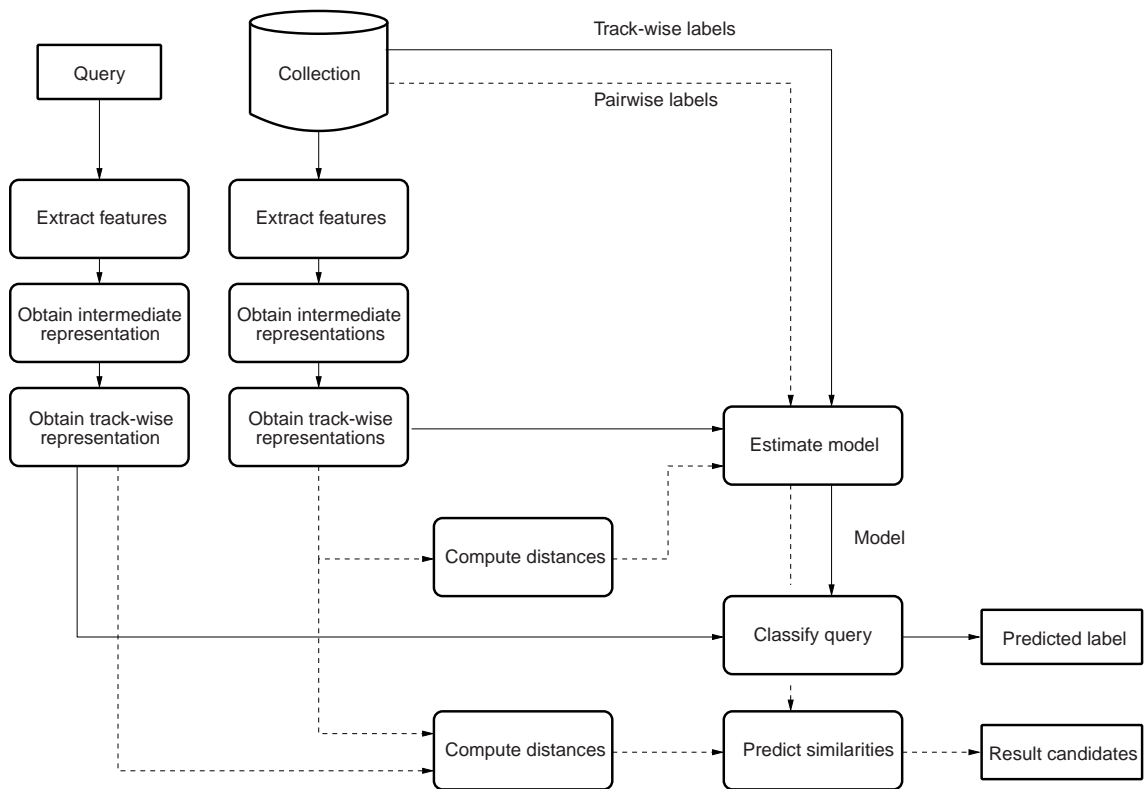 Track-wise labels
Query
Collection
Pairwise labels
Extract features
Extract features
Obtain intermediate
representation
Obtain intermediate
representations
Obtain track-wise
representation
Obtain track-wise
representations
Estimate model
Model
Compute distances
Classify query
Predicted label
Compute distances
Predict similarities
Result candidates